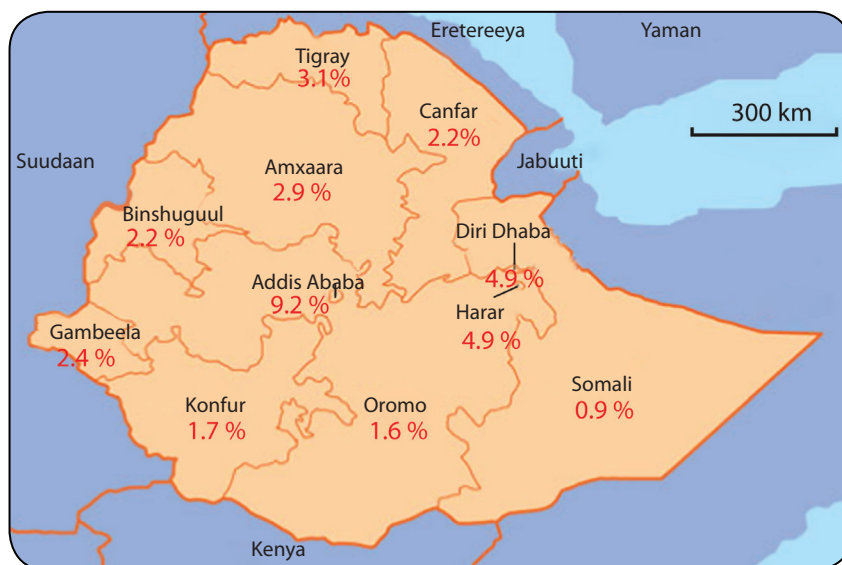 Eretereeya
Yaman
Tigray
3.1%
Canfar
2.2%
300 km
Suudaan
Amxaara
2.9 %
Jabuuti
Binshuguul
2.2 %
Diri Dhaba
4.9 %
Addis Ababa
9.2 %
Harar
4.9 %
Gambeela
2.4 %
Konfur
1.7 %
Oromo
1.6 %
Somali
0.9 %
Kenya